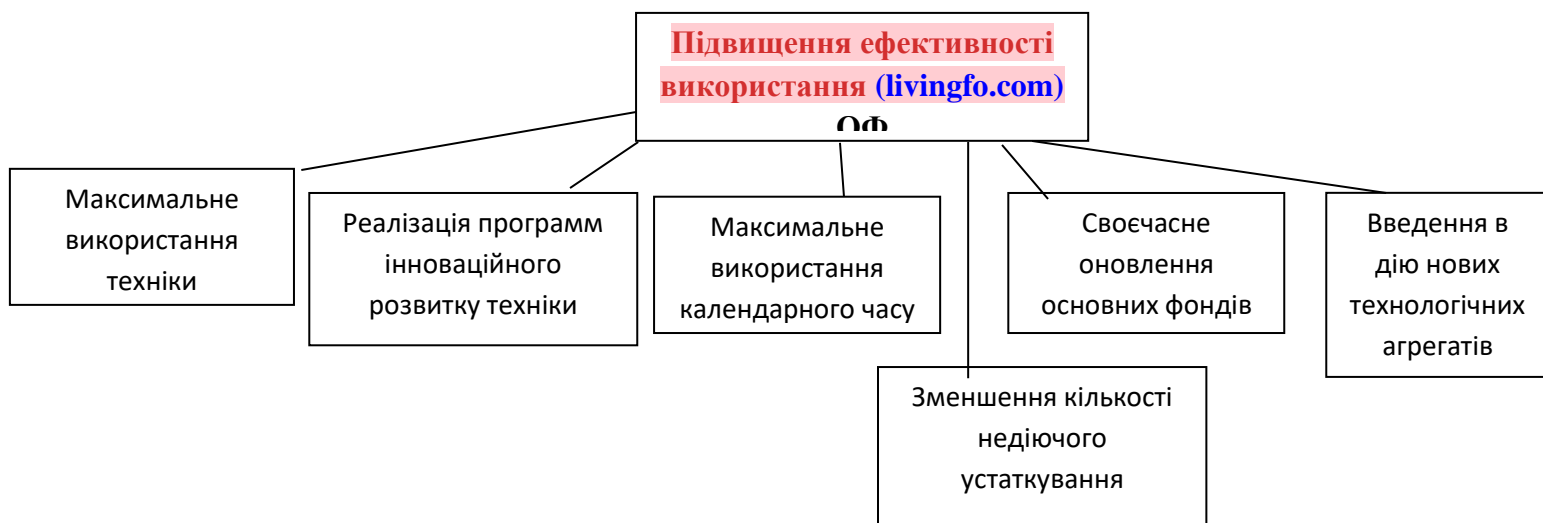 Підвищення ефективності
використання (livingfo.com)
ОФ
Максимальне
використання
техніки
Реалізація программ
інноваційного
розвитку техніки
Максимальне
використання
календарного часу
Своєчасне
оновлення
основних фондів
Введення в
дію нових
технологічних
агрегатів
Зменшення кількості
недіючого
устаткування